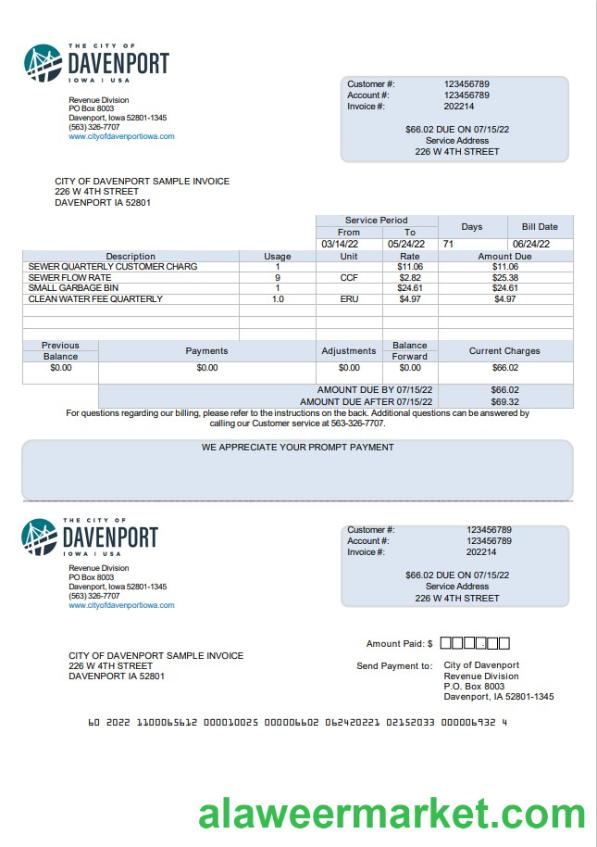 THE CITY OF
DAVENPORT
IOWA | USA
Revenue Division
PO Box 8003
Davenport, Iowa 52801-1345
(563) 326-7707
www.cityofdavenportiowa.com
Customer #: 123456789
Account #: 123456789
Invoice #: 202214
$66.02 DUE ON 07/15/22
Service Address
226 W 4TH STREET
CITY OF DAVENPORT SAMPLE INVOICE
226 W 4TH STREET
DAVENPORT IA 52801
Service Period Days Bill Date
From To
03/14/22 05/24/22 71 06/24/22
Description Usage Unit Rate Amount Due
SEWER QUARTERLY CUSTOMER CHARG 1 $11.06 $11.06
SEWER FLOW RATE 9 CCF $2.82 $25.38
SMALL GARBAGE BIN 1 $24.61 $24.61
CLEAN WATER FEE QUARTERLY 1.0 ERU $4.97 $4.97
Previous Balance Payments Adjustments Balance Forward Current Charges
$0.00 $0.00 $0.00 $0.00 $66.02
AMOUNT DUE BY 07/15/22 $66.02
AMOUNT DUE AFTER 07/15/22 $69.32
For questions regarding our billing, please refer to the instructions on the back. Additional questions can be answered by
calling our Customer service at 563-326-7707.
WE APPRECIATE YOUR PROMPT PAYMENT
THE CITY OF
DAVENPORT
IOWA | USA
Revenue Division
PO Box 8003
Davenport, Iowa 52801-1345
(563) 326-7707
www.cityofdavenportiowa.com
Customer #: 123456789
Account #: 123456789
Invoice #: 202214
$66.02 DUE ON 07/15/22
Service Address
226 W 4TH STREET
Amount Paid: $ .
CITY OF DAVENPORT SAMPLE INVOICE
226 W 4TH STREET
DAVENPORT IA 52801
Send Payment to: City of Davenport
Revenue Division
P.O. Box 8003
Davenport, IA 52801-1345
60 2022 1100065612 000010025 000006602 062420221 02152033 000006932 4
alaweermarket.com